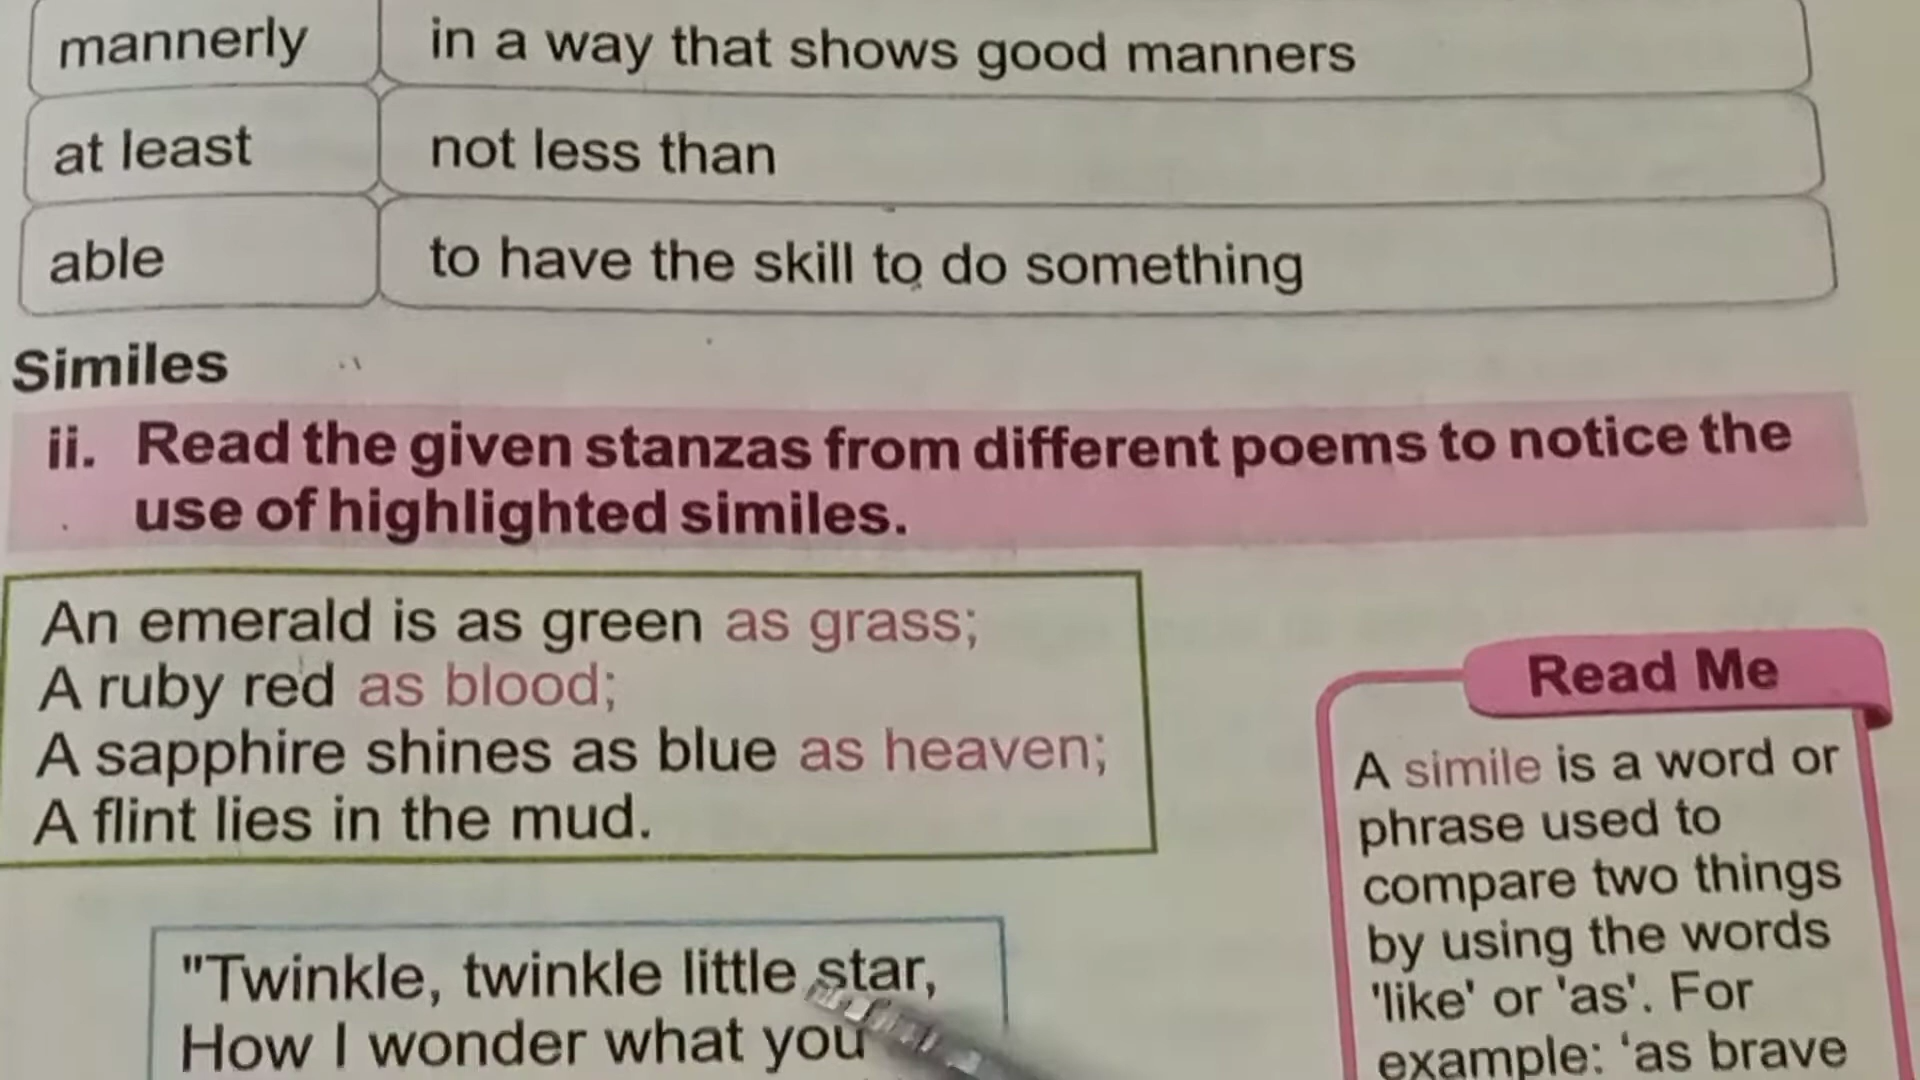 mannerly in a way that shows good manners
at least not less than
able to have the skill to do something
Similes
ii. Read the given stanzas from different poems to notice the
use of highlighted similes.
An emerald is as green as grass;
A ruby red as blood;
A sapphire shines as blue as heaven;
A flint lies in the mud.
"Twinkle, twinkle little star,
How I wonder what you
Read Me
A simile is a word or
phrase used to
compare two things
by using the words
'like' or 'as'. For
example: ‘as brave